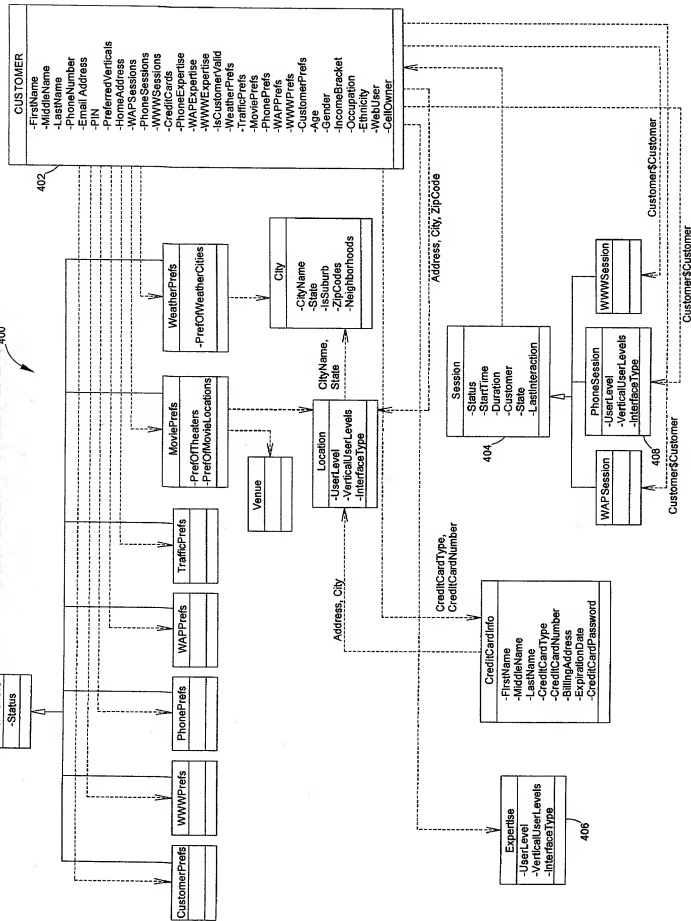 400
-Status
CustomerPrefs
WWWPrefs
PhonePrefs
WAPPrefs
TrafficPrefs
MoviePrefs
-PrefOfTheaters
-PrefOfMovieLocations
WeatherPrefs
-PrefOfWeatherCities
402
CUSTOMER
-FirstName
-MiddleName
-LastName
-PhoneNumber
-Email Address
-PIN
-PreferredVerticals
-HomeAddress
-WAPSessions
-PhoneSessions
-WWWSessions
-CreditCards
-PhoneExpertise
-WAPExpertise
-WWWExpertise
-IsCustomerValid
-WeatherPrefs
-TrafficPrefs
-MoviePrefs
-PhonePrefs
-WAPPrefs
-WWWPrefs
-CustomerPrefs
-Age
-Gender
-IncomeBracket
-Occupation
-Ethnicity
-WebUser
-CellOwner
Venue
City
-CityName
-State
-IsSuburb
-ZipCodes
-Neighborhoods
CityName,
State
Location
-UserLevel
-VerticalUserLevels
-InterfaceType
Address, City
Address, City, ZipCode
CreditCardType,
CreditCardNumber
Expertise
-UserLevel
-VerticalUserLevels
-InterfaceType
406
CreditCardInfo
-FirstName
-MiddleName
-LastName
-CreditCardType
-CreditCardNumber
-BillingAddress
-ExpirationDate
-CreditCardPassword
Session
-Status
-StartTime
-Duration
-Customer
-State
-LastInteraction
404
WAPSession
PhoneSession
-UserLevel
-VerticalUserLevels
-InterfaceType
408
WWWSession
Customer$Customer
Customer$Customer
Customer$Customer